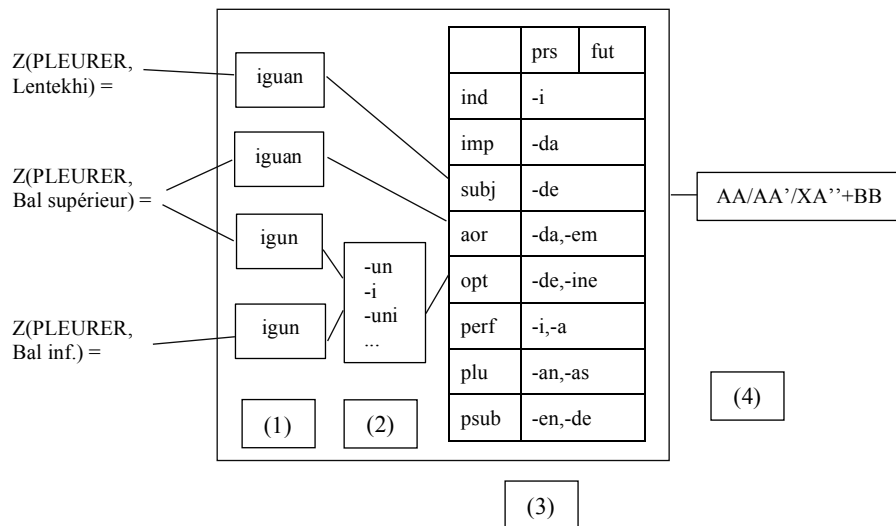 Z(PLEURER,
Lentekhi) =
iguan
Z(PLEURER,
Bal supérieur) =
iguan
igun
Z(PLEURER,
Bal inf.) =
igun
-un
-i
-uni
...
prs fut
ind -i
imp -da
subj -de
aor -da,-em
opt -de,-ine
perf -i,-a
plu -an,-as
psub -en,-de
AA/AA’/XA’’+BB
(1)
(2)
(4)
(3)